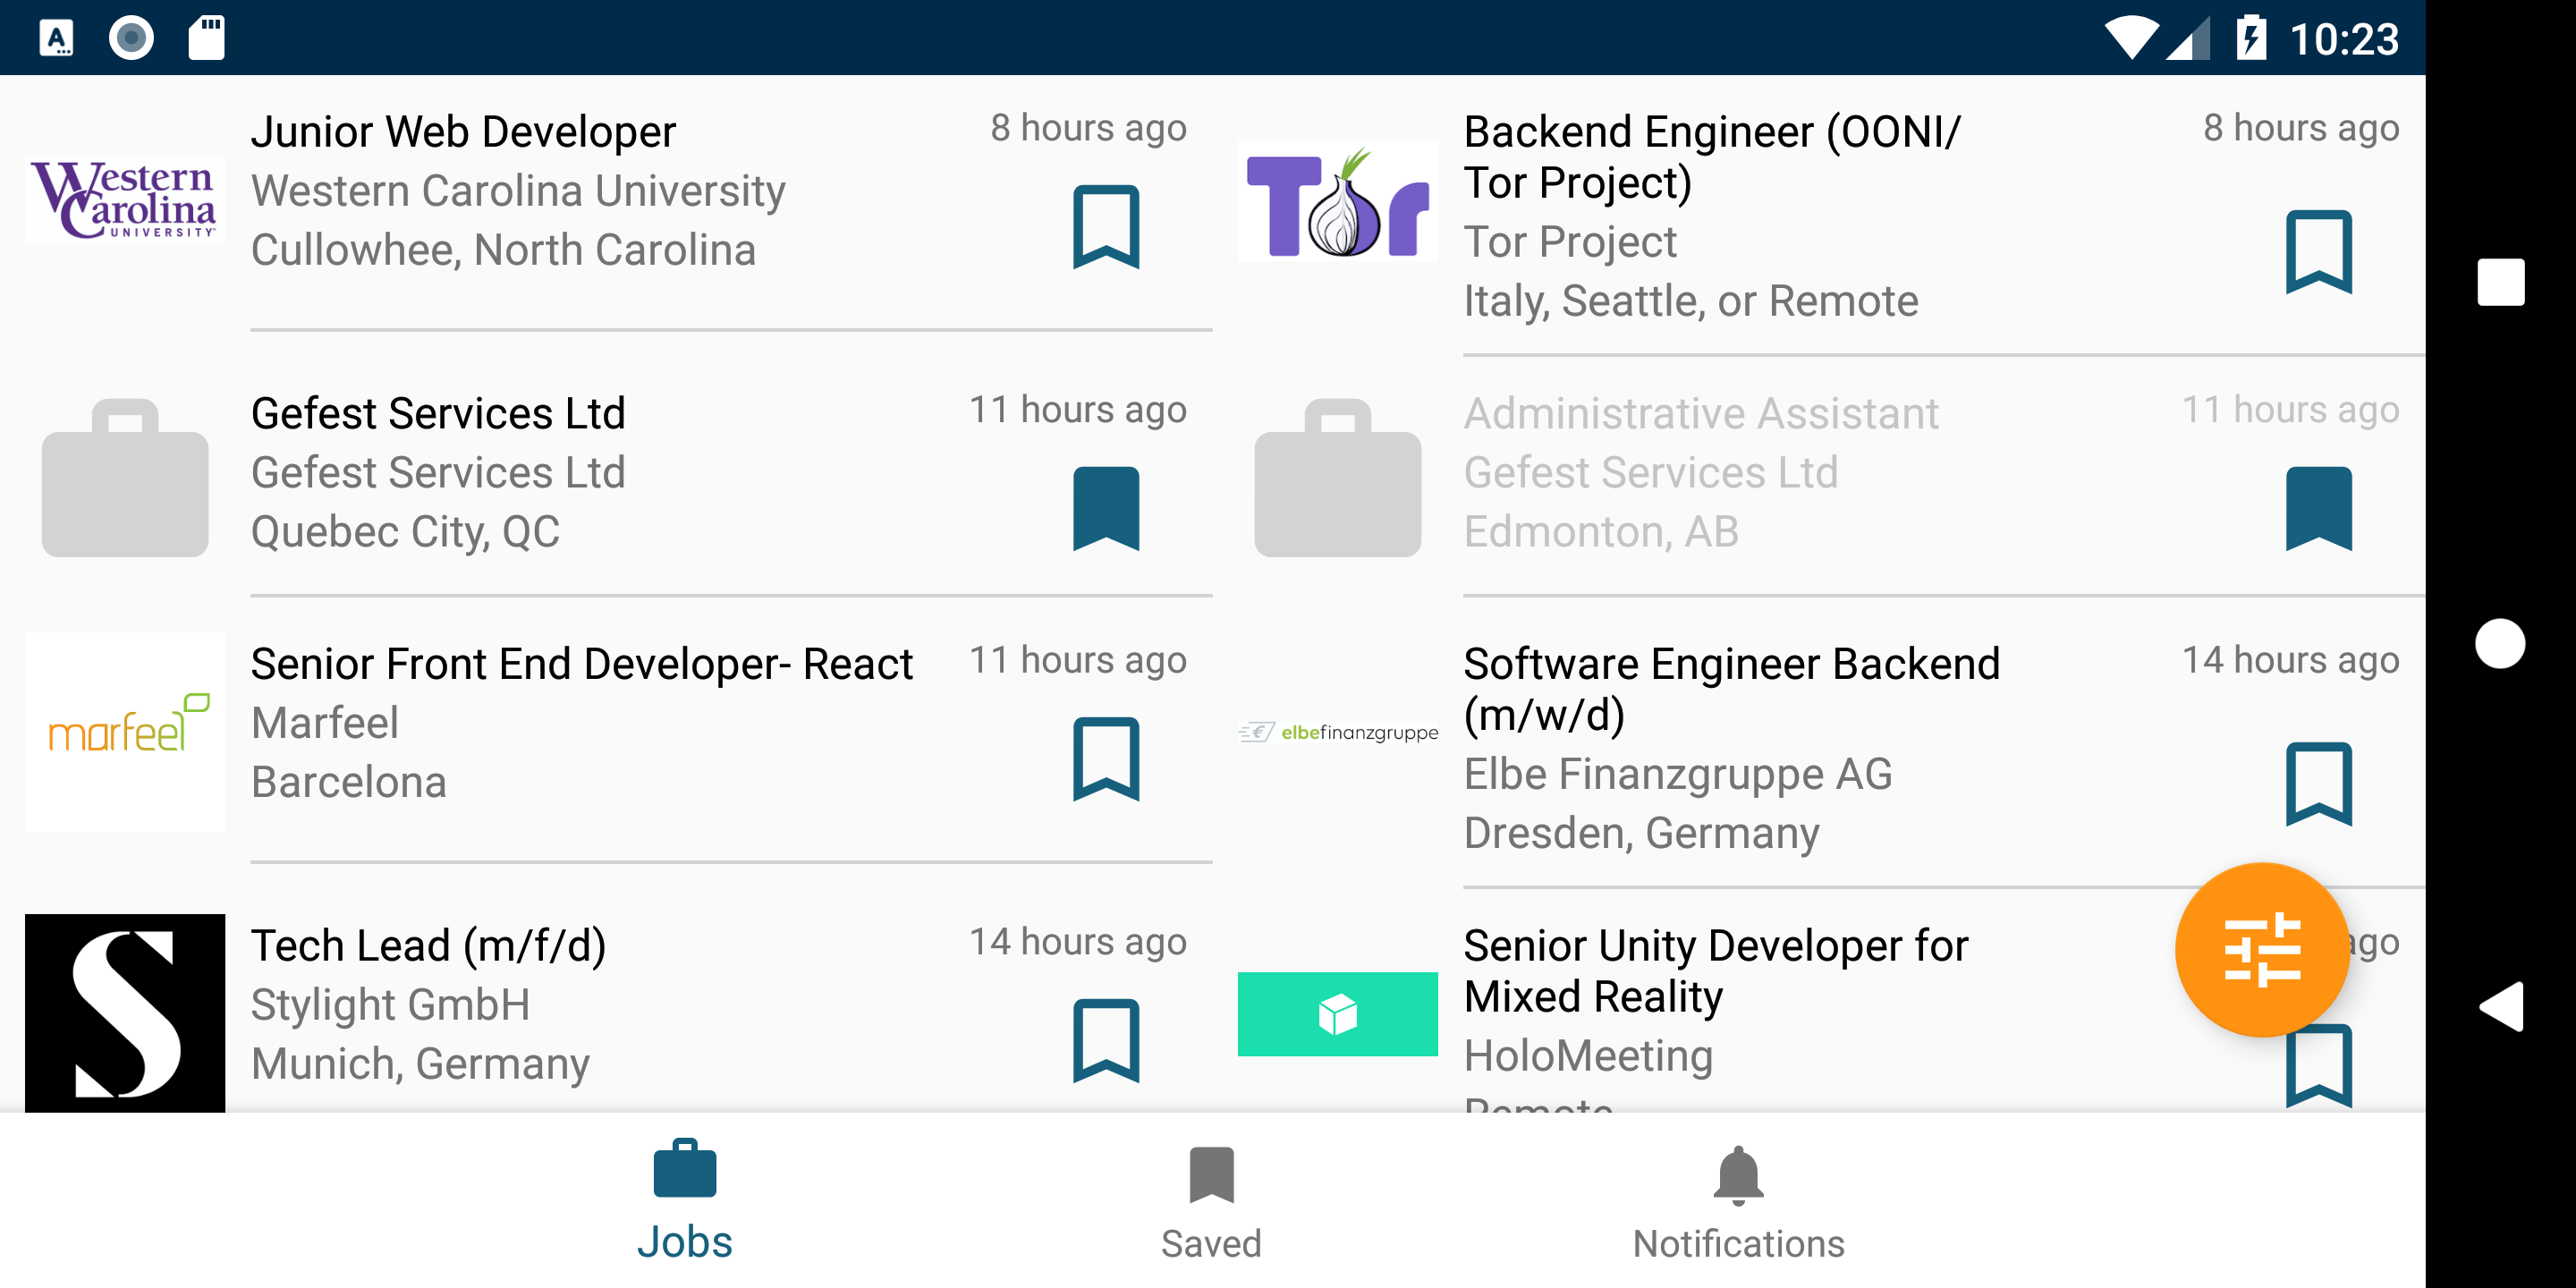 A
10:23
Western
Carolina
UNIVERSITY
Junior Web Developer
8 hours ago
Western Carolina University
Cullowhee, North Carolina
Tor
Backend Engineer (OONI/
Tor Project)
8 hours ago
Tor Project
Italy, Seattle, or Remote
Gefest Services Ltd
11 hours ago
Gefest Services Ltd
Quebec City, QC
Administrative Assistant
11 hours ago
Gefest Services Ltd
Edmonton, AB
marfeel
Senior Front End Developer- React
11 hours ago
Marfeel
Barcelona
elbefinanzgruppe
Software Engineer Backend
(m/w/d)
14 hours ago
Elbe Finanzgruppe AG
Dresden, Germany
S
Tech Lead (m/f/d)
14 hours ago
Stylight GmbH
Munich, Germany
Senior Unity Developer for
Mixed Reality
ago
HoloMeeting
Remote
Jobs
Saved
Notifications